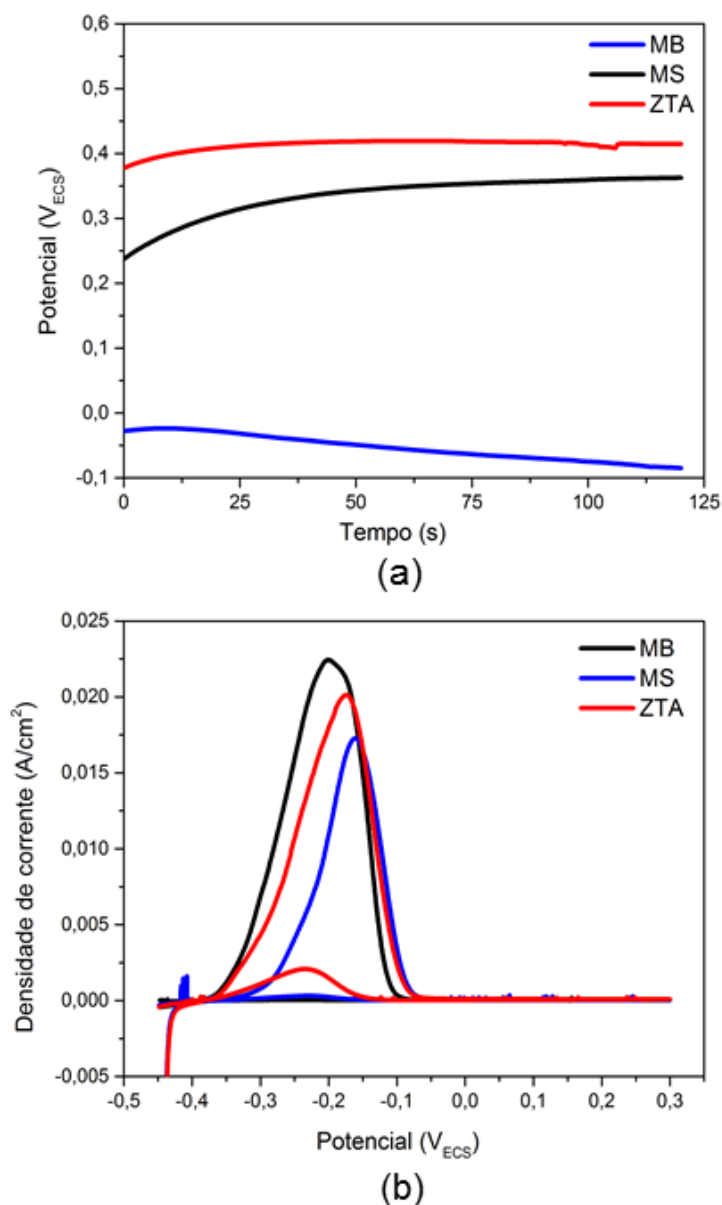 0,6
0,5
0,4
0,3
0,2
0,1
0,0
-0,1
Potencial (V_ECS)
MB
MS
ZTA
0 25 50 75 100 125
Tempo (s)
(a)
0,025
0,020
0,015
0,010
0,005
0,000
-0,005
Densidade de corrente (A/cm²)
MB
MS
ZTA
-0,5 -0,4 -0,3 -0,2 -0,1 0,0 0,1 0,2 0,3
Potencial (V_ECS)
(b)